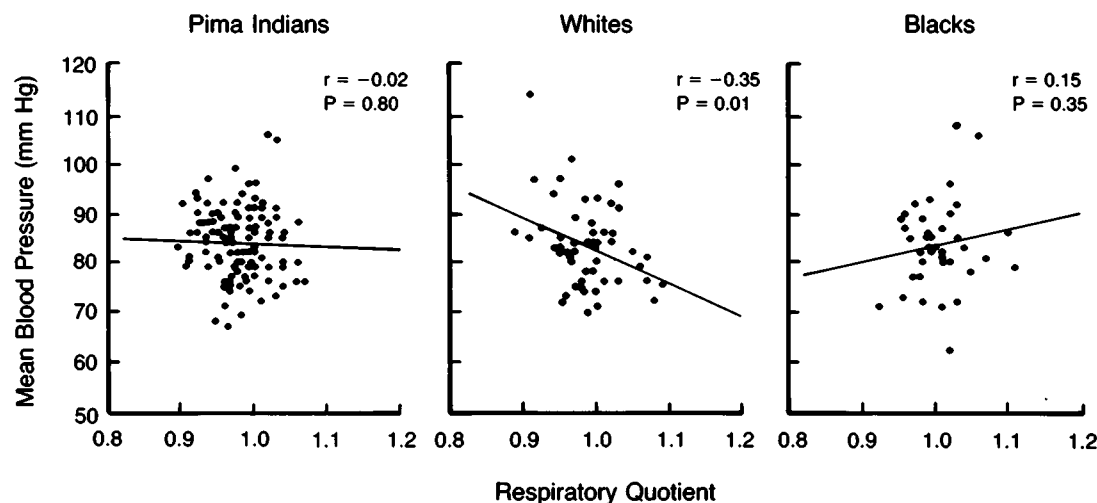 Pima Indians
Whites
Blacks
Mean Blood Pressure (mm Hg)
120
110
100
90
80
70
60
50
r = -0.02
P = 0.80
r = -0.35
P = 0.01
r = 0.15
P = 0.35
0.8 0.9 1.0 1.1 1.2
0.8 0.9 1.0 1.1 1.2
0.8 0.9 1.0 1.1 1.2
Respiratory Quotient